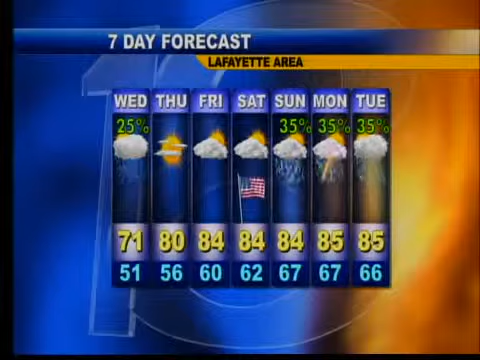 7 DAY FORECAST
LAFAYETTE AREA
WED THU FRI SAT SUN MON TUE
25% 35% 35% 35%
71 80 84 84 84 85 85
51 56 60 62 67 67 66